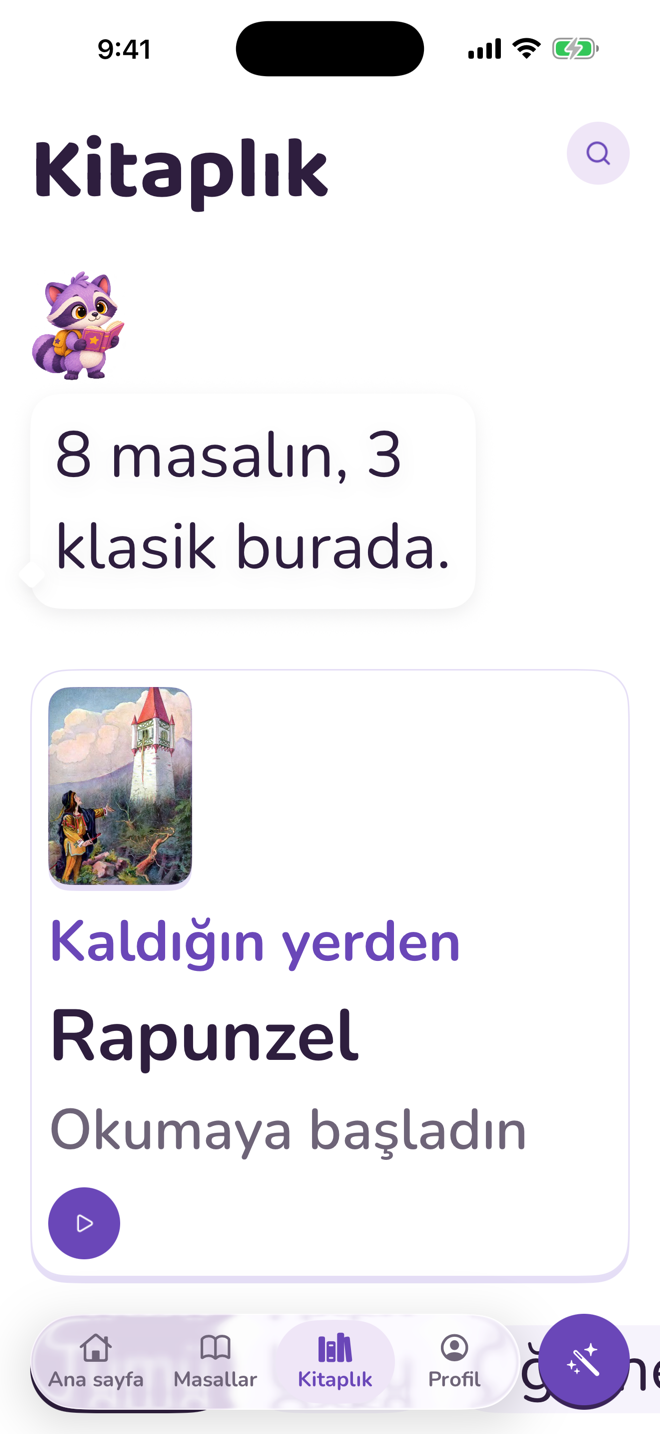 9:41
Kitaplık
8 masalın, 3
klasik burada.
Kaldığın yerden
Rapunzel
Okumaya başladın
Ana sayfa
Masallar
Kitaplık
Profil